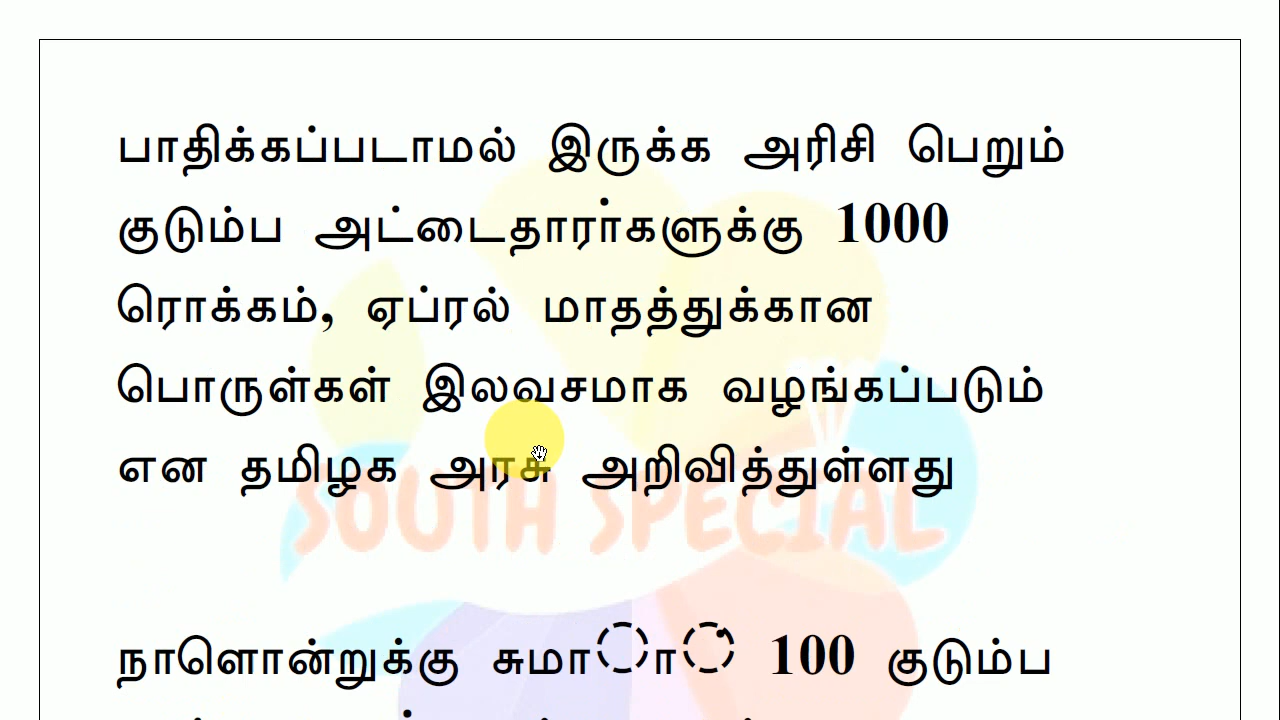 பாதிக்கப்படாமல் இருக்க அரிசி பெறும்
குடும்ப அட்டைதாரர்களுக்கு 1000
ரொக்கம், ஏப்ரல் மாதத்துக்கான
பொருள்கள் இலவசமாக வழங்கப்படும்
என தமிழக அரசு அறிவித்துள்ளது
SOUTH SPECIAL
நாளொன்றுக்கு சுமாா் 100 குடும்ப